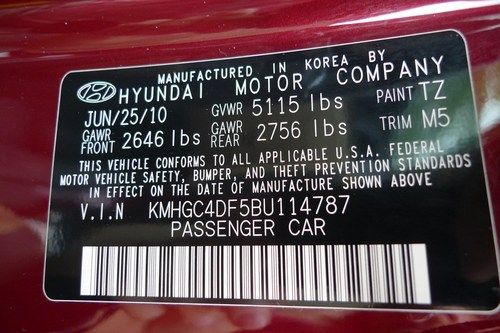 MANUFACTURED IN KOREA BY
HYUNDAI MOTOR COMPANY
JUN/25/10 GVWR 5115 lbs PAINT TZ
GAWR FRONT 2646 lbs GAWR REAR 2756 lbs TRIM M5
THIS VEHICLE CONFORMS TO ALL APPLICABLE U.S.A. FEDERAL
MOTOR VEHICLE SAFETY, BUMPER, AND THEFT PREVENTION STANDARDS
IN EFFECT ON THE DATE OF MANUFACTURE SHOWN ABOVE
V.I.N KMHGC4DF5BU114787
PASSENGER CAR